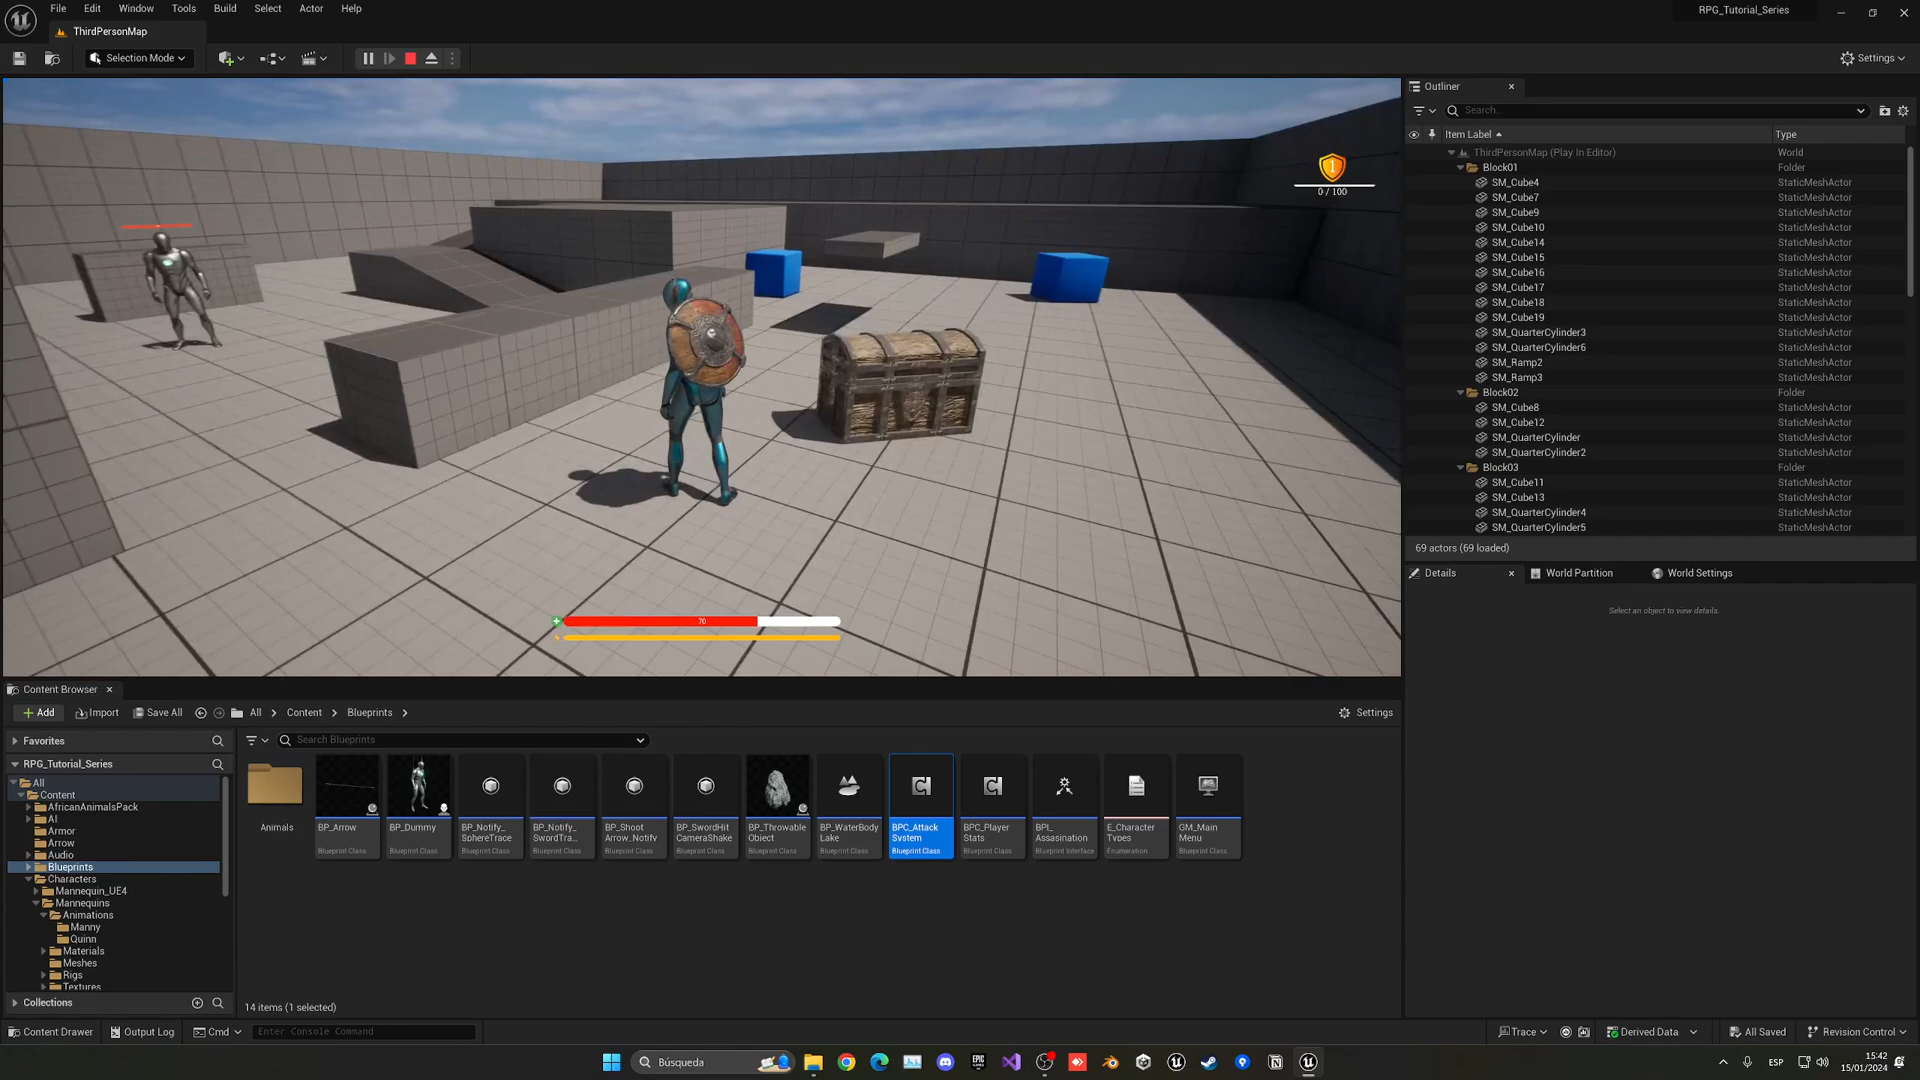 File Edit Window Tools Build Select Actor Help
RPG_Tutorial_Series
ThirdPersonMap
Selection Mode
Settings
1
0 / 100
70
Outliner
Search...
Item Label Type
ThirdPersonMap (Play In Editor) World
Block01 Folder
SM_Cube4 StaticMeshActor
SM_Cube7 StaticMeshActor
SM_Cube9 StaticMeshActor
SM_Cube10 StaticMeshActor
SM_Cube14 StaticMeshActor
SM_Cube15 StaticMeshActor
SM_Cube16 StaticMeshActor
SM_Cube17 StaticMeshActor
SM_Cube18 StaticMeshActor
SM_Cube19 StaticMeshActor
SM_QuarterCylinder3 StaticMeshActor
SM_QuarterCylinder6 StaticMeshActor
SM_Ramp2 StaticMeshActor
SM_Ramp3 StaticMeshActor
Block02 Folder
SM_Cube8 StaticMeshActor
SM_Cube12 StaticMeshActor
SM_QuarterCylinder StaticMeshActor
SM_QuarterCylinder2 StaticMeshActor
Block03 Folder
SM_Cube11 StaticMeshActor
SM_Cube13 StaticMeshActor
SM_QuarterCylinder4 StaticMeshActor
SM_QuarterCylinder5 StaticMeshActor
69 actors (69 loaded)
Details World Partition World Settings
Select an object to view details.
Content Browser
Add Import Save All All Content Blueprints Settings
Favorites
Search Blueprints
RPG_Tutorial_Series
All
Content
AfricanAnimalsPack
AI
Armor
Arrow
Audio
Blueprints
Characters
Mannequin_UE4
Mannequins
Animations
Manny
Quinn
Materials
Meshes
Rigs
Textures
Collections
Animals
BP_Arrow
Blueprint Class
BP_Dummy
Blueprint Class
BP_Notify_
SphereTrace
Blueprint Class
BP_Notify_
SwordTra...
Blueprint Class
BP_Shoot
Arrow_Notify
Blueprint Class
BP_SwordHit
CameraShake
Blueprint Class
BP_Throwable
Object
Blueprint Class
BP_WaterBody
Lake
Blueprint Class
BPC_Attack
System
Blueprint Class
BPC_Player
Stats
Blueprint Class
BPI_
Assasination
Blueprint Interface
E_Character
Types
Enumeration
GM_Main
Menu
Blueprint Class
14 items (1 selected)
Content Drawer Output Log Cmd Enter Console Command Trace Derived Data All Saved Revision Control
Búsqueda
EPIC
GAMES
ESP
15:42
15/01/2024